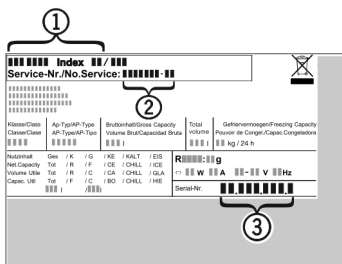 1
Index /
Service-Nr./No.Service: -
2
Klasse/Class Ap-Typ/AP-Type Bruttoinhalt/Gross Capacity Total Gefriervermoegen/Freezing Capacity
Classe/Clase AP-Type/AP-Tipo Volume Brut/Capacidad Bruta volume Pouvoir de Congel./Capac.Congeladora
l l kg / 24 h
Nutzinhalt Ges / K / G / KE / KALT / EIS
Net.Capacity Tot / R / F / CE / CHILL / ICE
Volume Utile Tot / F / C / CA / CHILL / GLA
Capac. Util Tot / F / C / BO / CHILL / HIE
l / l
R : g
W A - V Hz
Serial-Nr. . . .
3